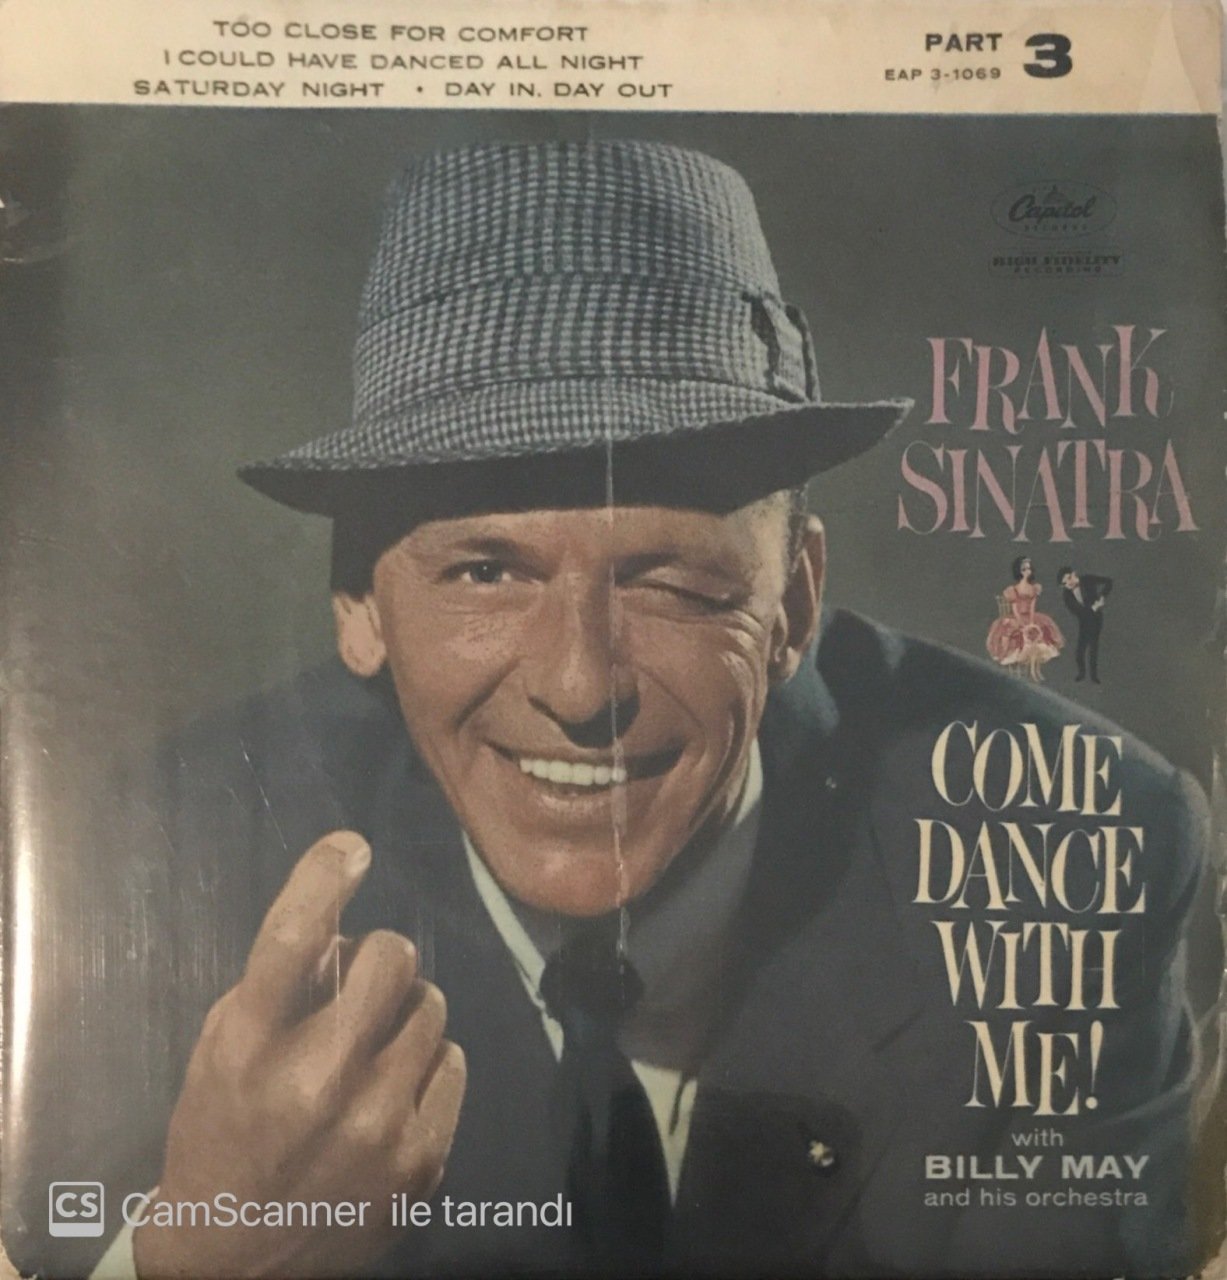 TOO CLOSE FOR COMFORT
I COULD HAVE DANCED ALL NIGHT
SATURDAY NIGHT • DAY IN, DAY OUT
PART 3
EAP 3-1069
Capitol
RECORDS
HIGH FIDELITY
RECORDING
FRANK
SINATRA
COME
DANCE
WITH
ME!
with
BILLY MAY
and his orchestra
CS CamScanner ile tarandı